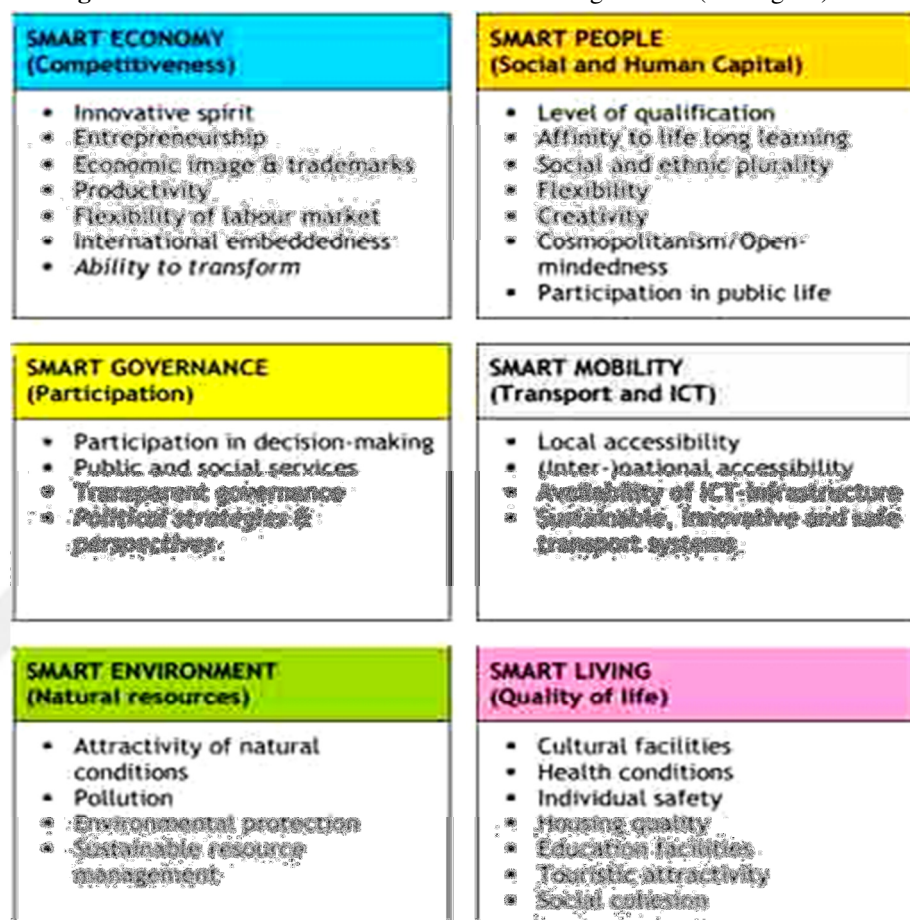 SMART ECONOMY
(Competitiveness)
• Innovative spirit
• Entrepreneurship
• Economic image & trademarks
• Productivity
• Flexibility of labour market
• International embeddedness
• Ability to transform
SMART PEOPLE
(Social and Human Capital)
• Level of qualification
• Affinity to life long learning
• Social and ethnic plurality
• Flexibility
• Creativity
• Cosmopolitanism/Open-
mindedness
• Participation in public life
SMART GOVERNANCE
(Participation)
• Participation in decision-making
• Public and social services
• Transparent governance
• Political strategies &
perspectives
SMART MOBILITY
(Transport and ICT)
• Local accessibility
• (Inter-)national accessibility
• Availability of ICT-infrastructure
• Sustainable, innovative and safe
transport systems
SMART ENVIRONMENT
(Natural resources)
• Attractivity of natural
conditions
• Pollution
• Environmental protection
• Sustainable resource
management
SMART LIVING
(Quality of life)
• Cultural facilities
• Health conditions
• Individual safety
• Housing quality
• Education facilities
• Touristic attractivity
• Social cohesion